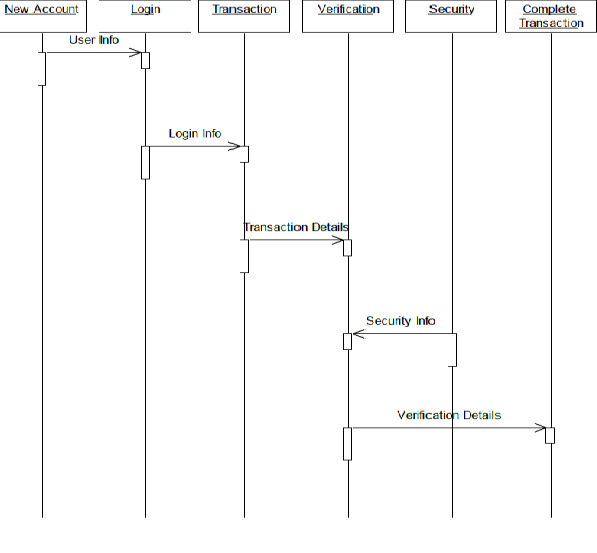 New Account
Login
Transaction
Verification
Security
Complete
Transaction
User Info
Login Info
Transaction Details
Security Info
Verification Details